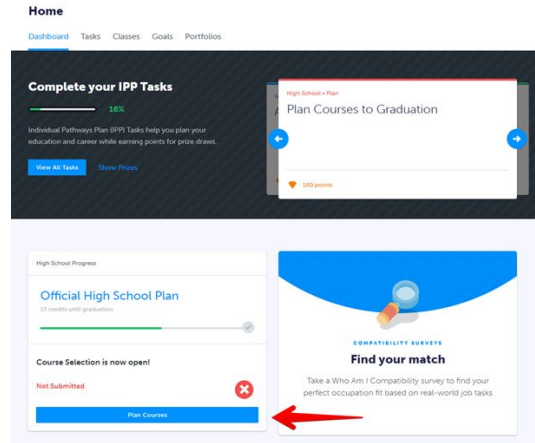 Home
Dashboard Tasks Classes Goals Portfolios
Complete your IPP Tasks
16%
Individual Pathways Plan (IPP) Tasks help you plan your
education and career while earning points for prize draws.
View All Tasks Show Prizes
High School • Plan
Plan Courses to Graduation
100 points
High School Progress
Official High School Plan
13 credits until graduation
Course Selection is now open!
Not Submitted
Plan Courses
COMPATIBILITY SURVEYS
Find your match
Take a Who Am I Compatibility survey to find your
perfect occupation fit based on real-world job tasks